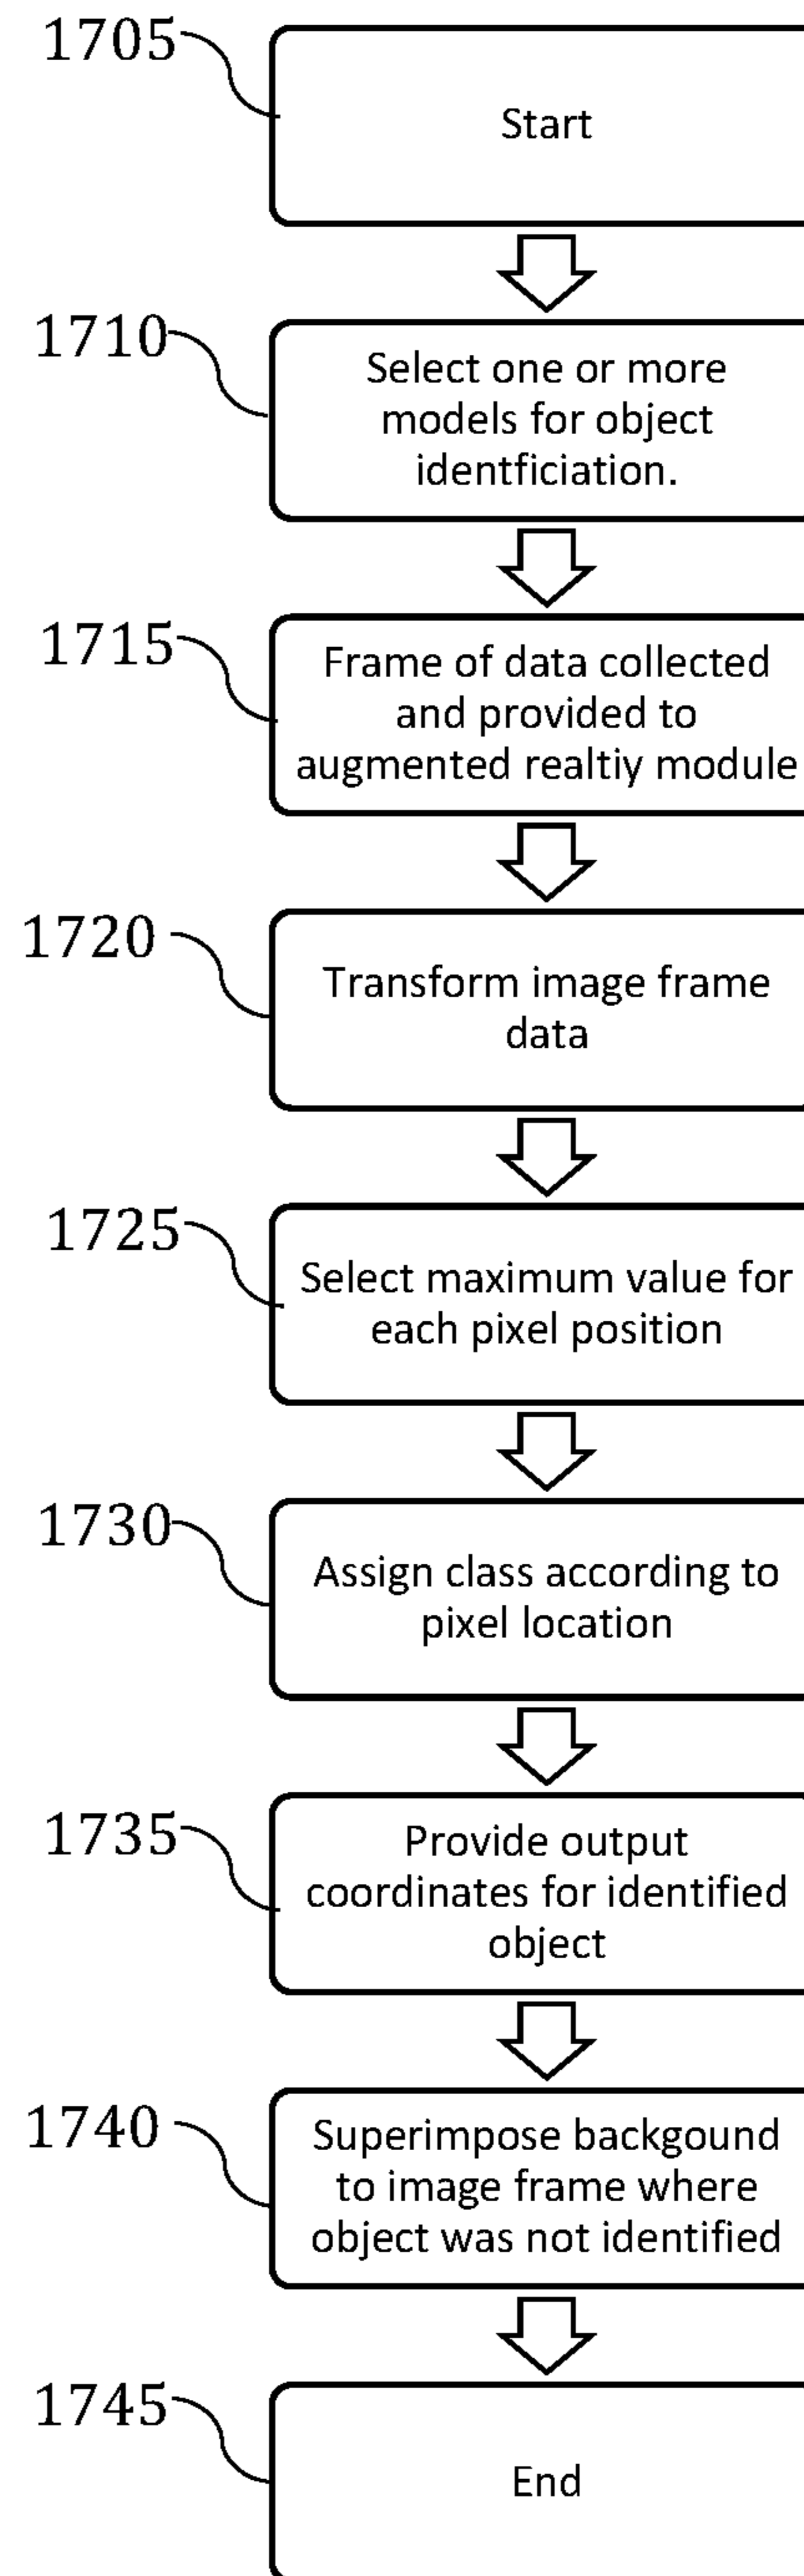 1705
Start
1710
Select one or more
models for object
identficiation.
1715
Frame of data collected
and provided to
augmented realtiy module
1720
Transform image frame
data
1725
Select maximum value for
each pixel position
1730
Assign class according to
pixel location
1735
Provide output
coordinates for identified
object
1740
Superimpose backgound
to image frame where
object was not identified
1745
End